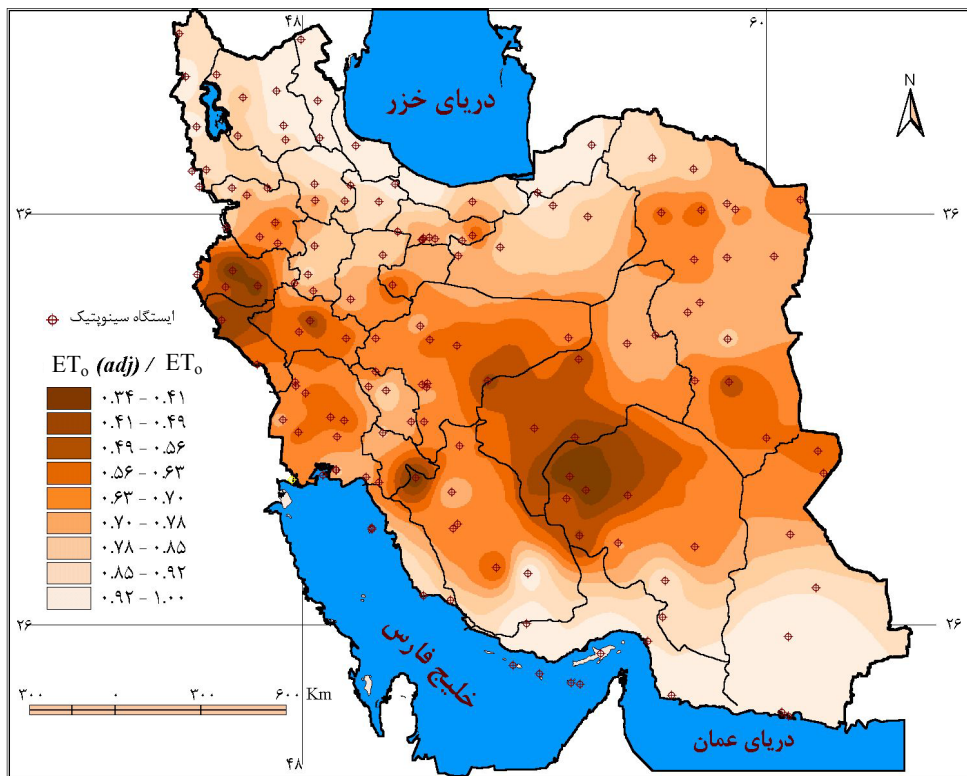 ۴۸
۶۰
دریای خزر
N
۳۶
۳۶
ایستگاه سینوپتیک
ET₀ (adj) / ET₀
۰.۳۴ – ۰.۴۱
۰.۴۱ – ۰.۴۹
۰.۴۹ – ۰.۵۶
۰.۵۶ – ۰.۶۳
۰.۶۳ – ۰.۷۰
۰.۷۰ – ۰.۷۸
۰.۷۸ – ۰.۸۵
۰.۸۵ – ۰.۹۲
۰.۹۲ – ۱.۰۰
۲۶
۲۶
خلیج فارس
۳۰۰ ۰ ۳۰۰ ۶۰۰ Km
دریای عمان
۴۸